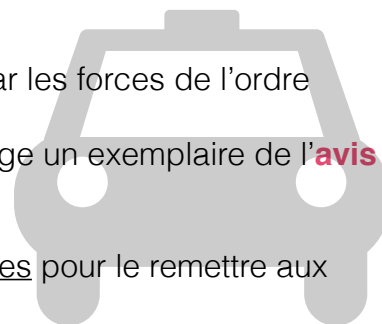 ar les forces de l'ordre
ge un exemplaire de l'avis
es pour le remettre aux